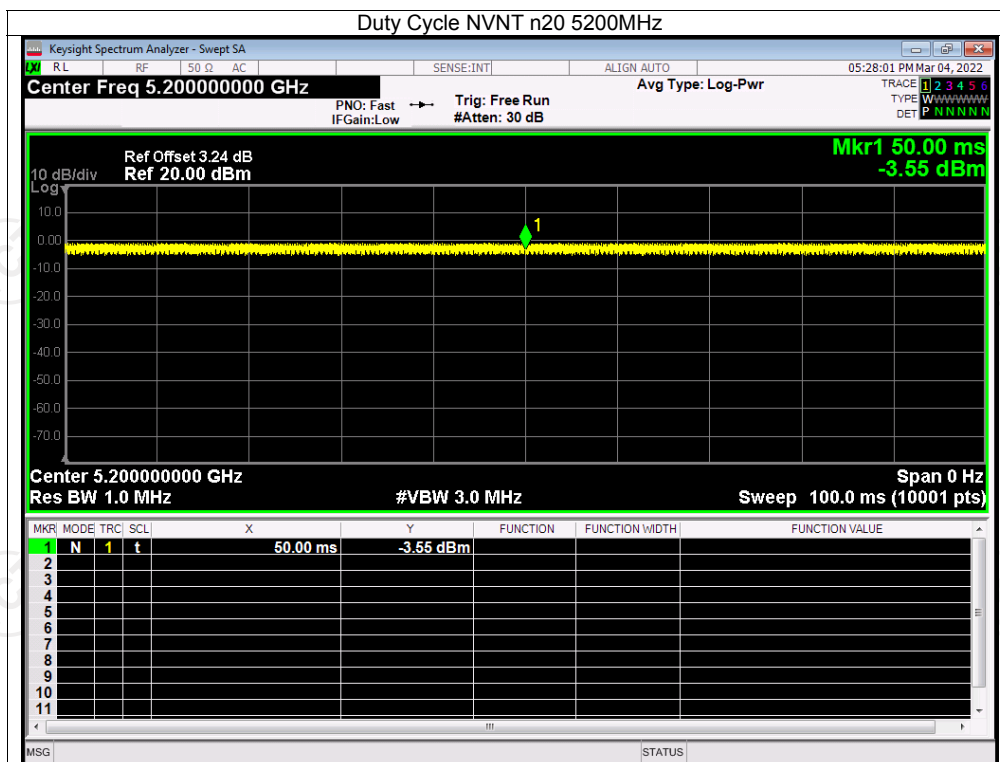 Duty Cycle NVNT n20 5200MHz
Keysight Spectrum Analyzer - Swept SA
LXI RL RF 50 Ω AC SENSE:INT ALIGN AUTO 05:28:01 PM Mar 04, 2022
Center Freq 5.200000000 GHz
PNO: Fast
IFGain:Low
Trig: Free Run
#Atten: 30 dB
Avg Type: Log-Pwr
TRACE 1 2 3 4 5 6
TYPE WWWWWW
DET P N N N N N
Mkr1 50.00 ms
-3.55 dBm
Ref Offset 3.24 dB
10 dB/div Ref 20.00 dBm
Log
1
10.0
0.00
-10.0
-20.0
-30.0
-40.0
-50.0
-60.0
-70.0
Center 5.200000000 GHz Span 0 Hz
Res BW 1.0 MHz #VBW 3.0 MHz Sweep 100.0 ms (10001 pts)
MKR MODE TRC SCL X Y FUNCTION FUNCTION WIDTH FUNCTION VALUE
1 N 1 t 50.00 ms -3.55 dBm
2
3
4
5
6
7
8
9
10
11
MSG STATUS